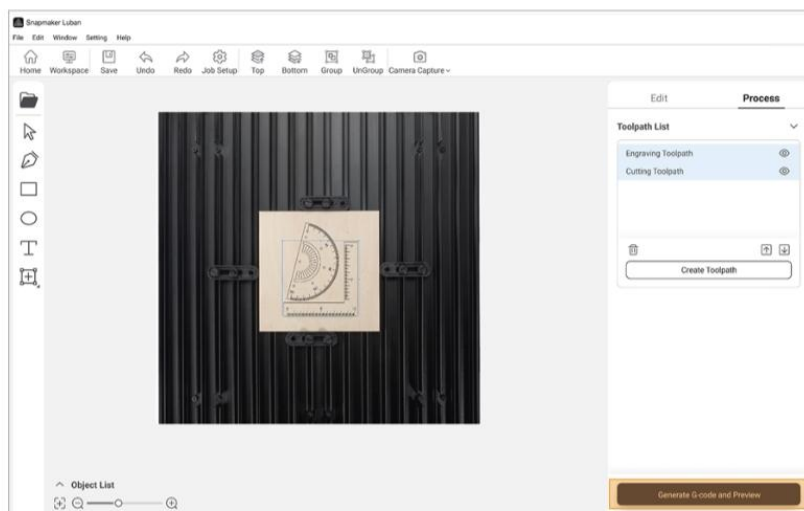 Snapmaker Luban
File Edit Window Setting Help
Home Workspace Save Undo Redo Job Setup Top Bottom Group UnGroup Camera Capture
Edit Process
Toolpath List
Engraving Toolpath
Cutting Toolpath
Create Toolpath
Object List
Generate G-code and Preview